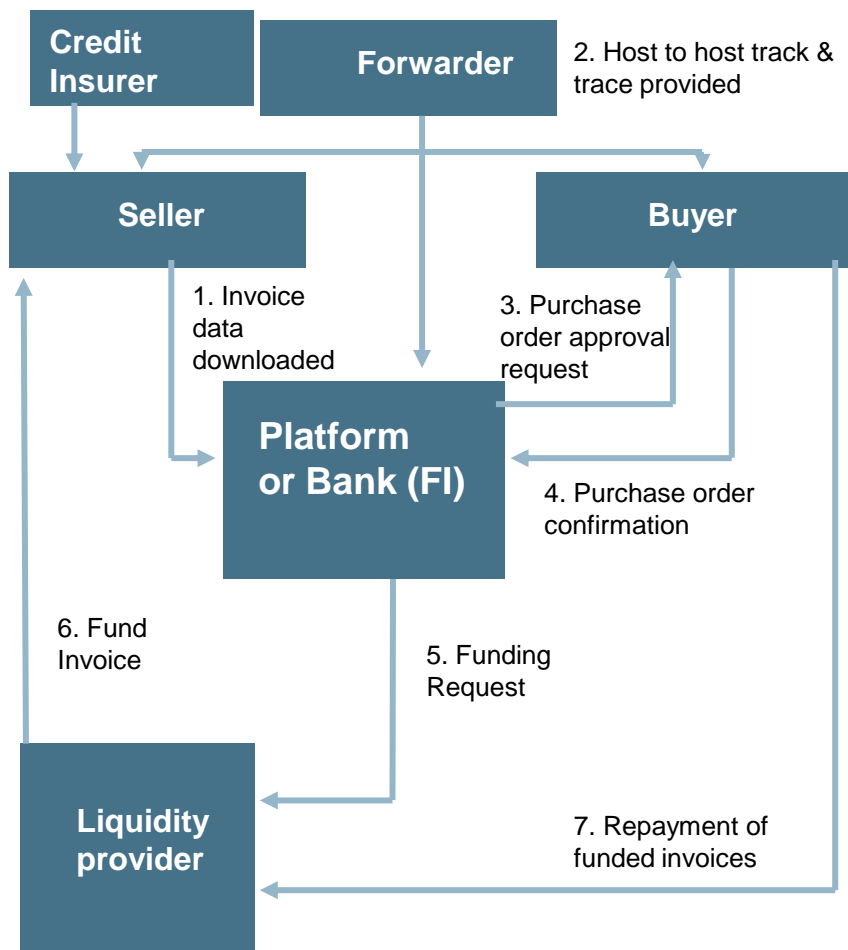 Credit
Insurer
Forwarder
2. Host to host track &
trace provided
Seller
Buyer
1. Invoice
data
downloaded
3. Purchase
order approval
request
Platform
or Bank (FI)
4. Purchase order
confirmation
6. Fund
Invoice
5. Funding
Request
Liquidity
provider
7. Repayment of
funded invoices